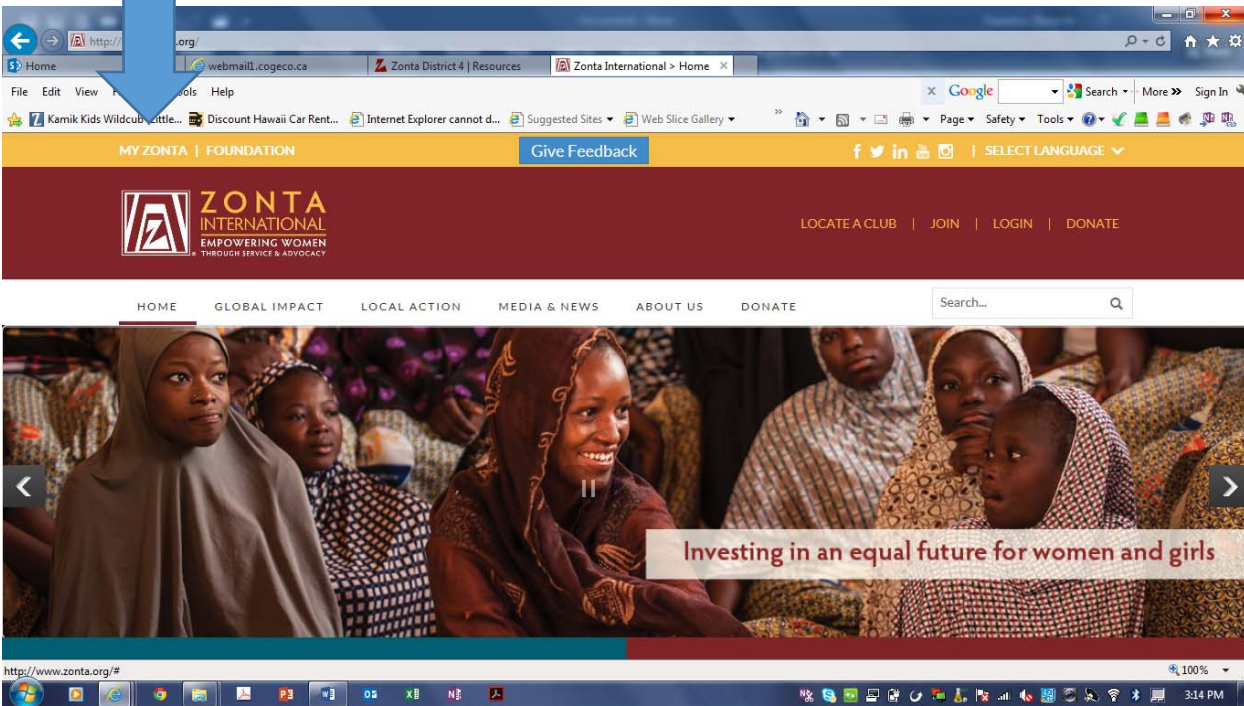 http:// .org/
Home webmail1.cogeco.ca Zonta District 4 | Resources Zonta International > Home ×
File Edit View ools Help x Google Search More » Sign In
Kamik Kids Wildcub Little... Discount Hawaii Car Rent... Internet Explorer cannot d... Suggested Sites Web Slice Gallery » Page Safety Tools
MY ZONTA | FOUNDATION Give Feedback | SELECT LANGUAGE
ZONTA
INTERNATIONAL
EMPOWERING WOMEN
THROUGH SERVICE & ADVOCACY
LOCATE A CLUB | JOIN | LOGIN | DONATE
HOME GLOBAL IMPACT LOCAL ACTION MEDIA & NEWS ABOUT US DONATE Search...
Investing in an equal future for women and girls
http://www.zonta.org/# 100%
3:14 PM